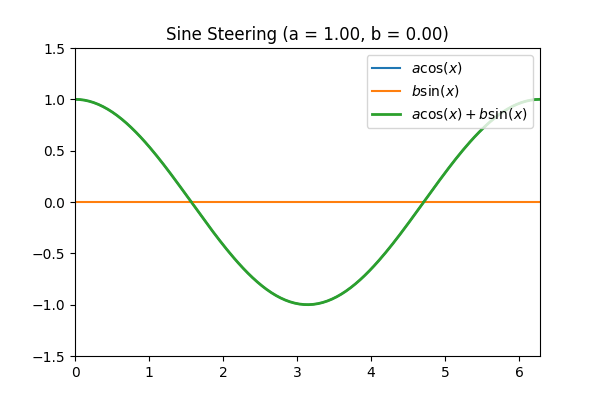 Sine Steering (a = 1.00, b = 0.00)
acos(x)
bsin(x)
acos(x) + bsin(x)
1.5
1.0
0.5
0.0
−0.5
−1.0
−1.5
0 1 2 3 4 5 6